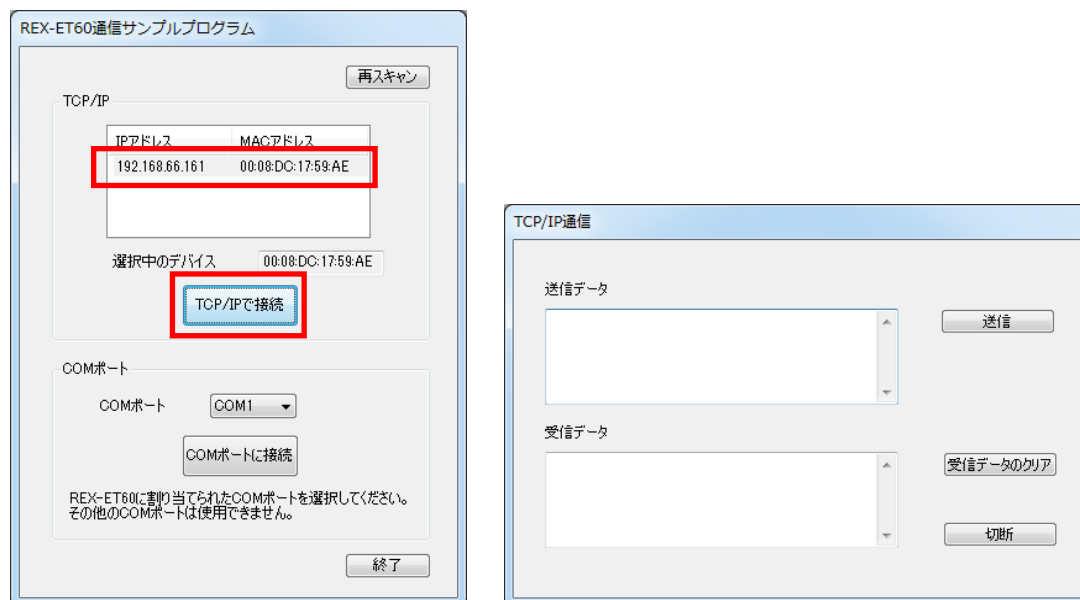 REX-ET60通信サンプルプログラム
再スキャン
TCP/IP
IPアドレス MACアドレス
192.168.66.161 00:08:DC:17:59:AE
選択中のデバイス 00:08:DC:17:59:AE
TCP/IPで接続
COMポート
COMポート COM1
COMポートに接続
REX-ET60に割り当てられたCOMポートを選択してください。
その他のCOMポートは使用できません。
終了
TCP/IP通信
送信データ
送信
受信データ
受信データのクリア
切断